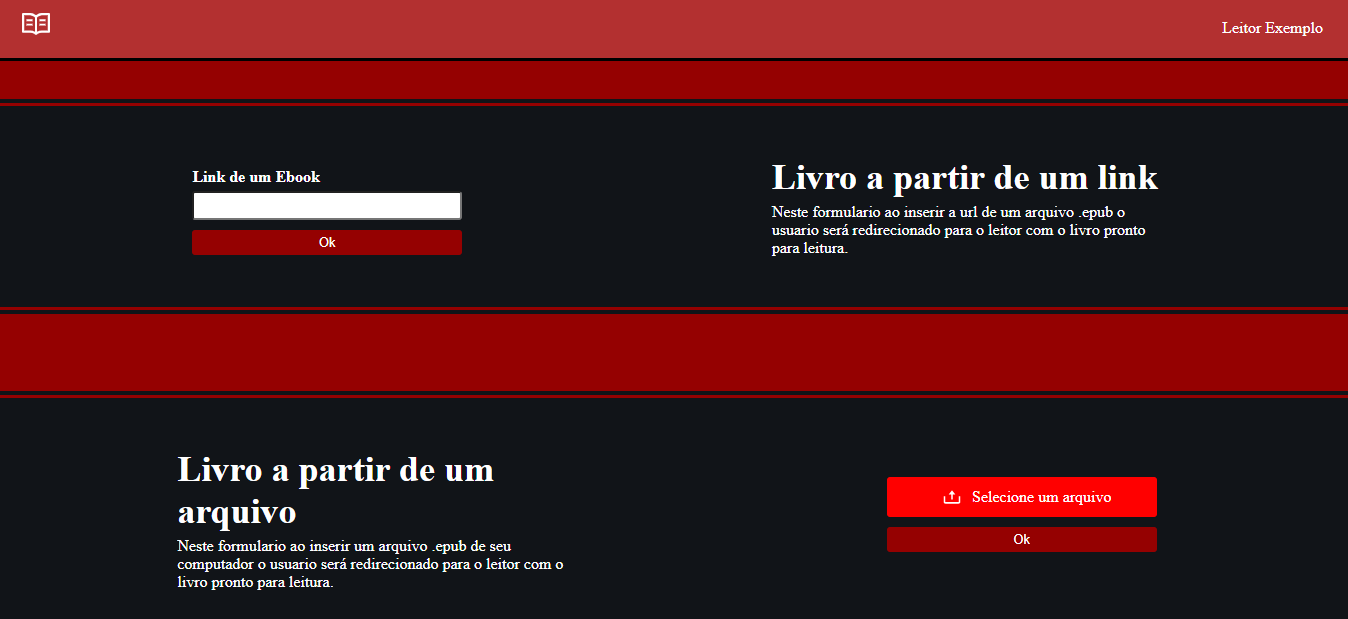 Leitor Exemplo
Link de um Ebook
Ok
Livro a partir de um link
Neste formulario ao inserir a url de um arquivo .epub o
usuario será redirecionado para o leitor com o livro pronto
para leitura.
Livro a partir de um
arquivo
Neste formulario ao inserir um arquivo .epub de seu
computador o usuario será redirecionado para o leitor com o
livro pronto para leitura.
Selecione um arquivo
Ok